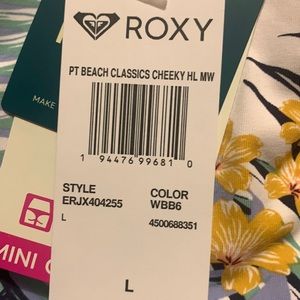 ROXY
PT BEACH CLASSICS CHEEKY HL MW
1 94476 99681 0
STYLE
ERJX404255
L
COLOR
WBB6
4500688351
L
MAKE
MINI